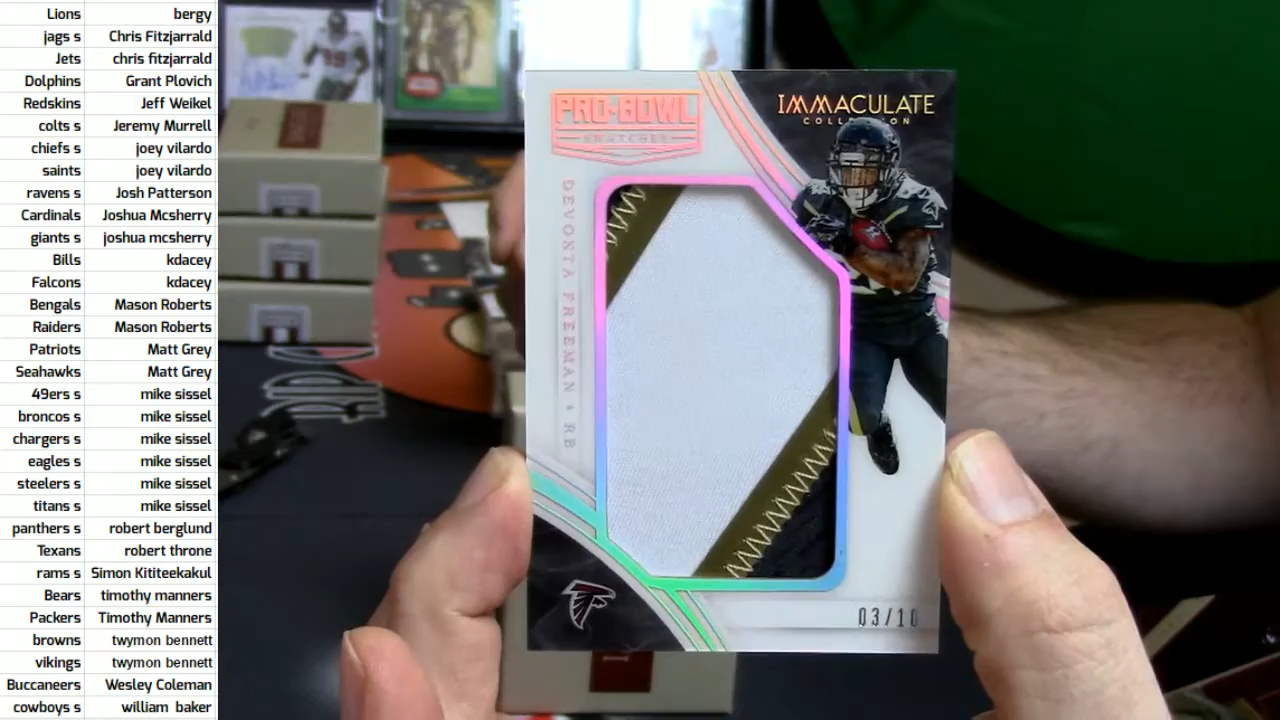 Lions bergy
jags s Chris Fitzjarrald
Jets chris fitzjarrald
Dolphins Grant Plovich
Redskins Jeff Weikel
colts s Jeremy Murrell
chiefs s joey vilardo
saints joey vilardo
ravens s Josh Patterson
Cardinals Joshua Mcsherry
giants s joshua mcsherry
Bills kdacey
Falcons kdacey
Bengals Mason Roberts
Raiders Mason Roberts
Patriots Matt Grey
Seahawks Matt Grey
49ers s mike sissel
broncos s mike sissel
chargers s mike sissel
eagles s mike sissel
steelers s mike sissel
titans s mike sissel
panthers s robert berglund
Texans robert throne
rams s Simon Kititeekakul
Bears timothy manners
Packers Timothy Manners
browns twymon bennett
vikings twymon bennett
Buccaneers Wesley Coleman
cowboys s william baker
PRO-BOWL
SWATCHES
IMMACULATE
COLLECTION
DEVONTA FREEMAN • RB
03/10